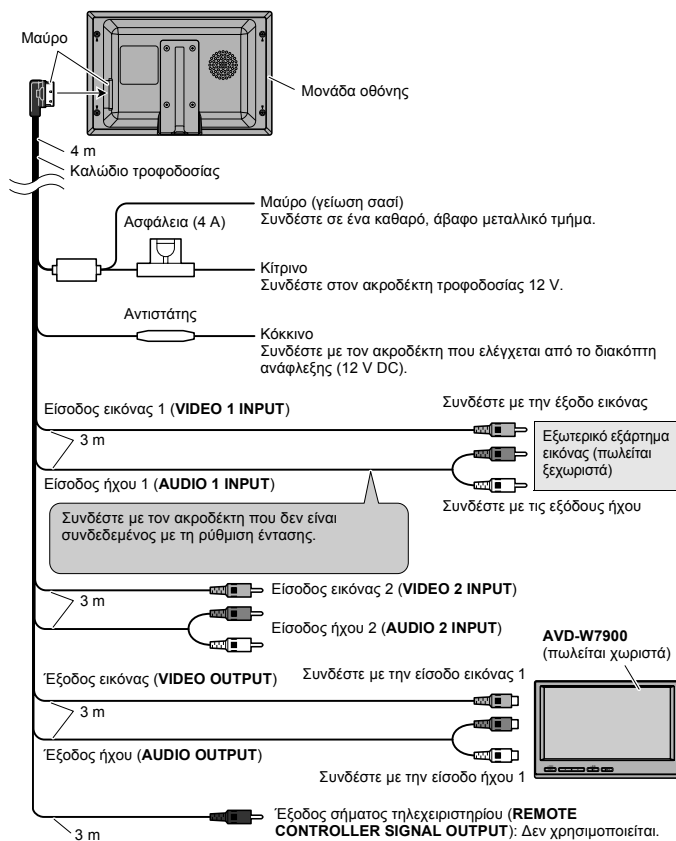 Μαύρο
Μονάδα οθόνης
4 m
Καλώδιο τροφοδοσίας
Μαύρο (γείωση σασί)
Συνδέστε σε ένα καθαρό, άβαφο μεταλλικό τμήμα.
Ασφάλεια (4 A)
Κίτρινο
Συνδέστε στον ακροδέκτη τροφοδοσίας 12 V.
Αντιστάτης
Κόκκινο
Συνδέστε με τον ακροδέκτη που ελέγχεται από το διακόπτη
ανάφλεξης (12 V DC).
Είσοδος εικόνας 1 (VIDEO 1 INPUT)
Συνδέστε με την έξοδο εικόνας
3 m
Εξωτερικό εξάρτημα
εικόνας (πωλείται
ξεχωριστά)
Είσοδος ήχου 1 (AUDIO 1 INPUT)
Συνδέστε με τις εξόδους ήχου
Συνδέστε με τον ακροδέκτη που δεν είναι
συνδεδεμένος με τη ρύθμιση έντασης.
Είσοδος εικόνας 2 (VIDEO 2 INPUT)
3 m
Είσοδος ήχου 2 (AUDIO 2 INPUT)
AVD-W7900
(πωλείται χωριστά)
Έξοδος εικόνας (VIDEO OUTPUT)
Συνδέστε με την είσοδο εικόνας 1
3 m
Έξοδος ήχου (AUDIO OUTPUT)
Συνδέστε με την είσοδο ήχου 1
Έξοδος σήματος τηλεχειριστηρίου (REMOTE
CONTROLLER SIGNAL OUTPUT): Δεν χρησιμοποιείται.
3 m